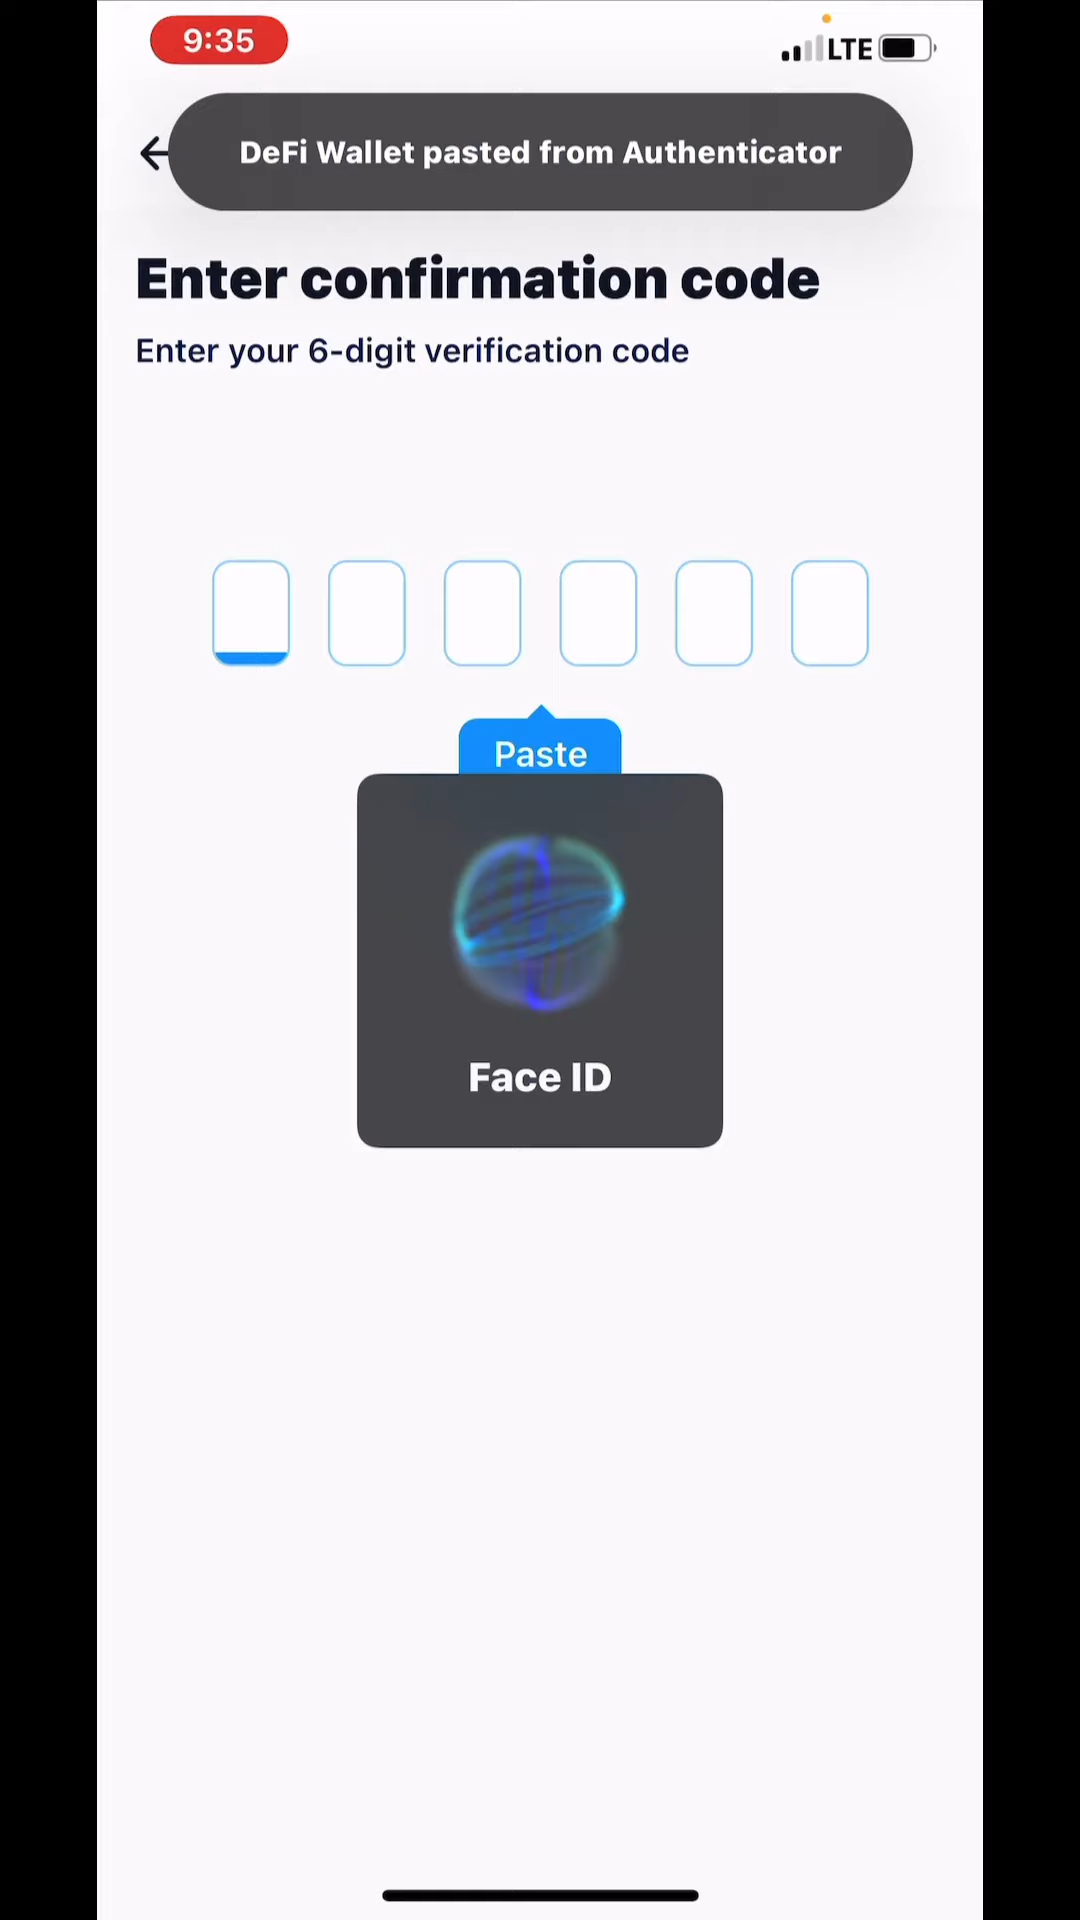 9:35
LTE
DeFi Wallet pasted from Authenticator
Enter confirmation code
Enter your 6-digit verification code
Paste
Face ID